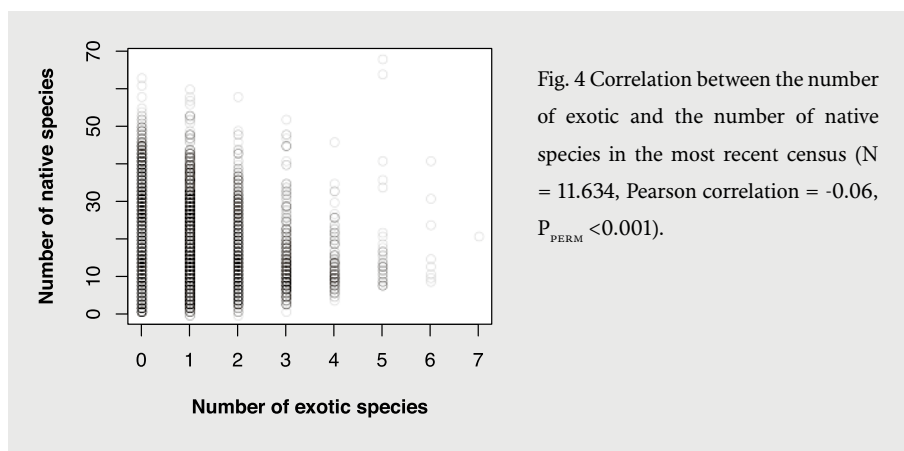 Number of native species
70
50
30
10
0
0 1 2 3 4 5 6 7
Number of exotic species
Fig. 4 Correlation between the number
of exotic and the number of native
species in the most recent census (N
= 11.634, Pearson correlation = -0.06,
PPERM <0.001).